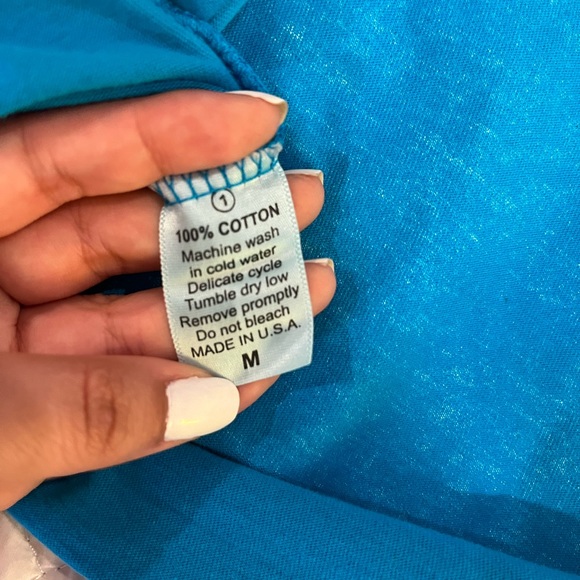 1
100% COTTON
Machine wash
in cold water
Delicate cycle
Tumble dry low
Remove promptly
Do not bleach
MADE IN U.S.A.
M